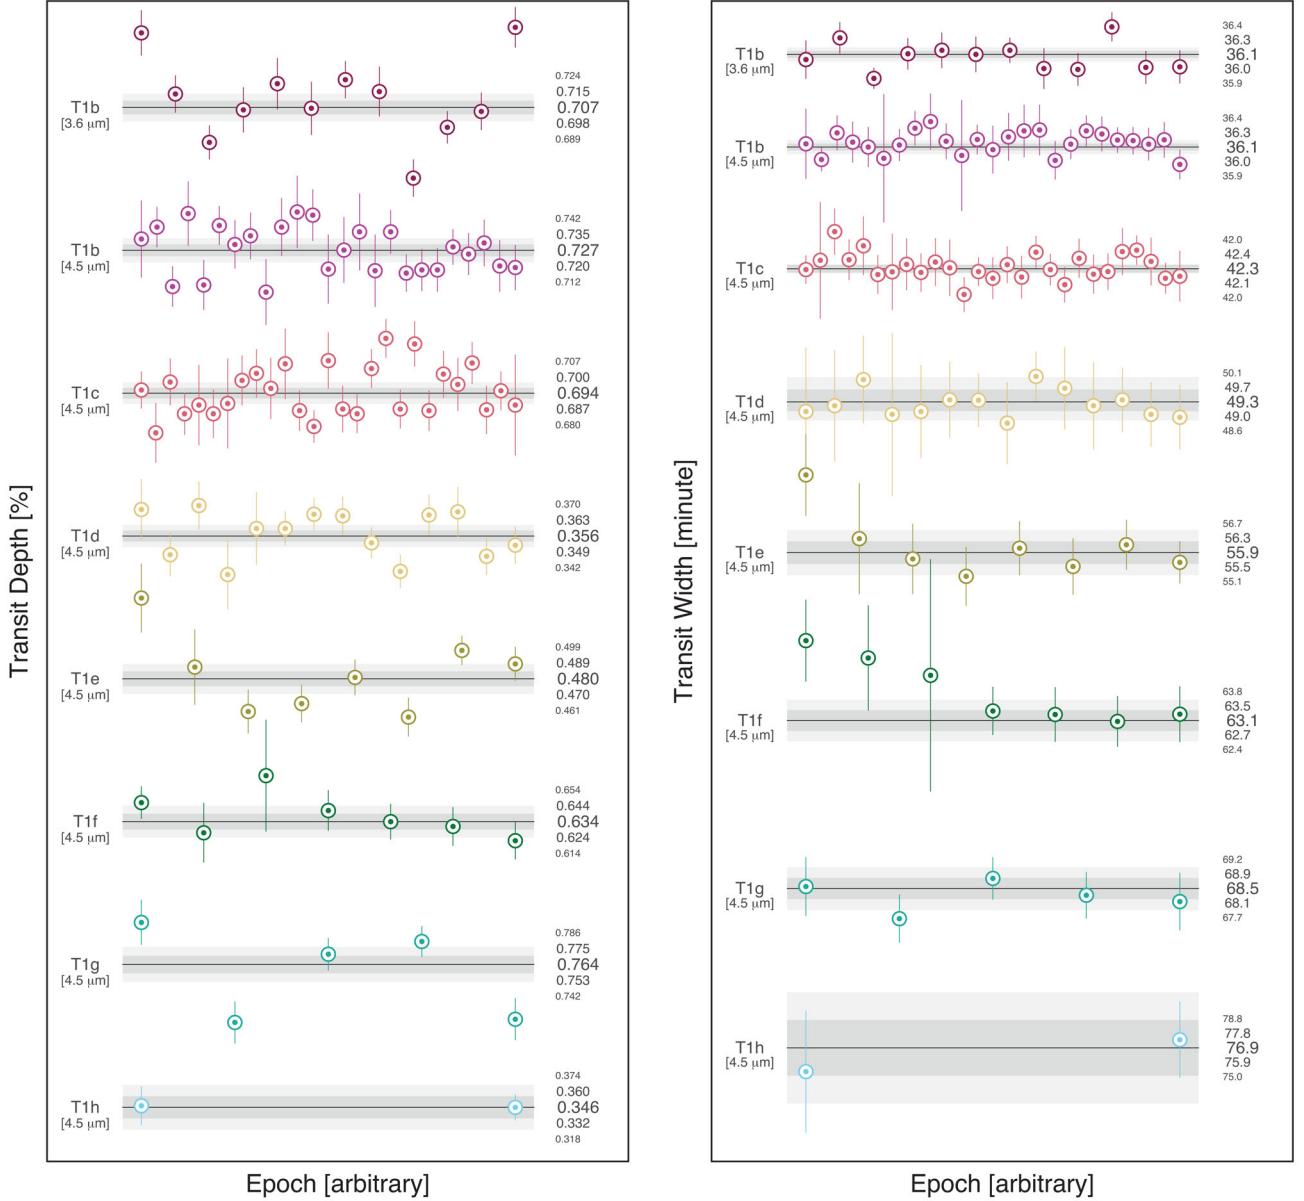 Transit Depth [%]
T1b
[3.6 μm]
0.724
0.715
0.707
0.698
0.689
T1b
[4.5 μm]
0.742
0.735
0.727
0.720
0.712
T1c
[4.5 μm]
0.707
0.700
0.694
0.687
0.680
T1d
[4.5 μm]
0.370
0.363
0.356
0.349
0.342
T1e
[4.5 μm]
0.499
0.489
0.480
0.470
0.461
T1f
[4.5 μm]
0.654
0.644
0.634
0.624
0.614
T1g
[4.5 μm]
0.786
0.775
0.764
0.753
0.742
T1h
[4.5 μm]
0.374
0.360
0.346
0.332
0.318
Epoch [arbitrary]
Transit Width [minute]
T1b
[3.6 μm]
36.4
36.3
36.1
36.0
35.9
T1b
[4.5 μm]
36.4
36.3
36.1
36.0
35.9
T1c
[4.5 μm]
42.0
42.4
42.3
42.1
42.0
T1d
[4.5 μm]
50.1
49.7
49.3
49.0
48.6
T1e
[4.5 μm]
56.7
56.3
55.9
55.5
55.1
T1f
[4.5 μm]
63.8
63.5
63.1
62.7
62.4
T1g
[4.5 μm]
69.2
68.9
68.5
68.1
67.7
T1h
[4.5 μm]
78.8
77.8
76.9
75.9
75.0
Epoch [arbitrary]